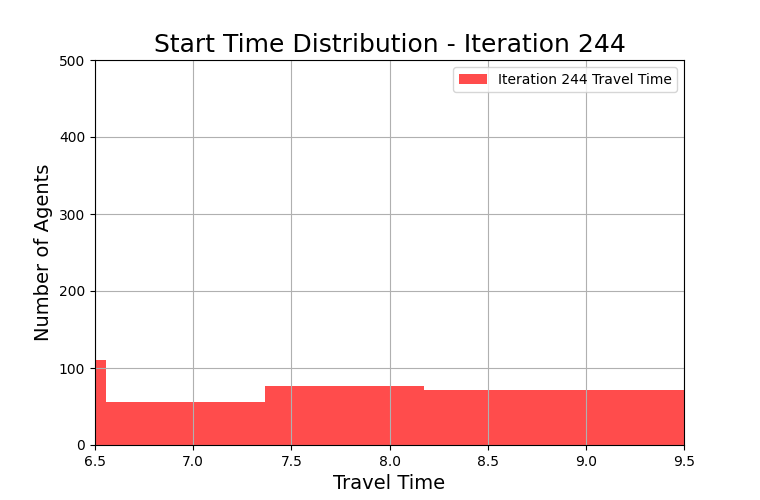 Start Time Distribution - Iteration 244
500
Iteration 244 Travel Time
400
300
200
100
0
Number of Agents
6.5 7.0 7.5 8.0 8.5 9.0 9.5
Travel Time